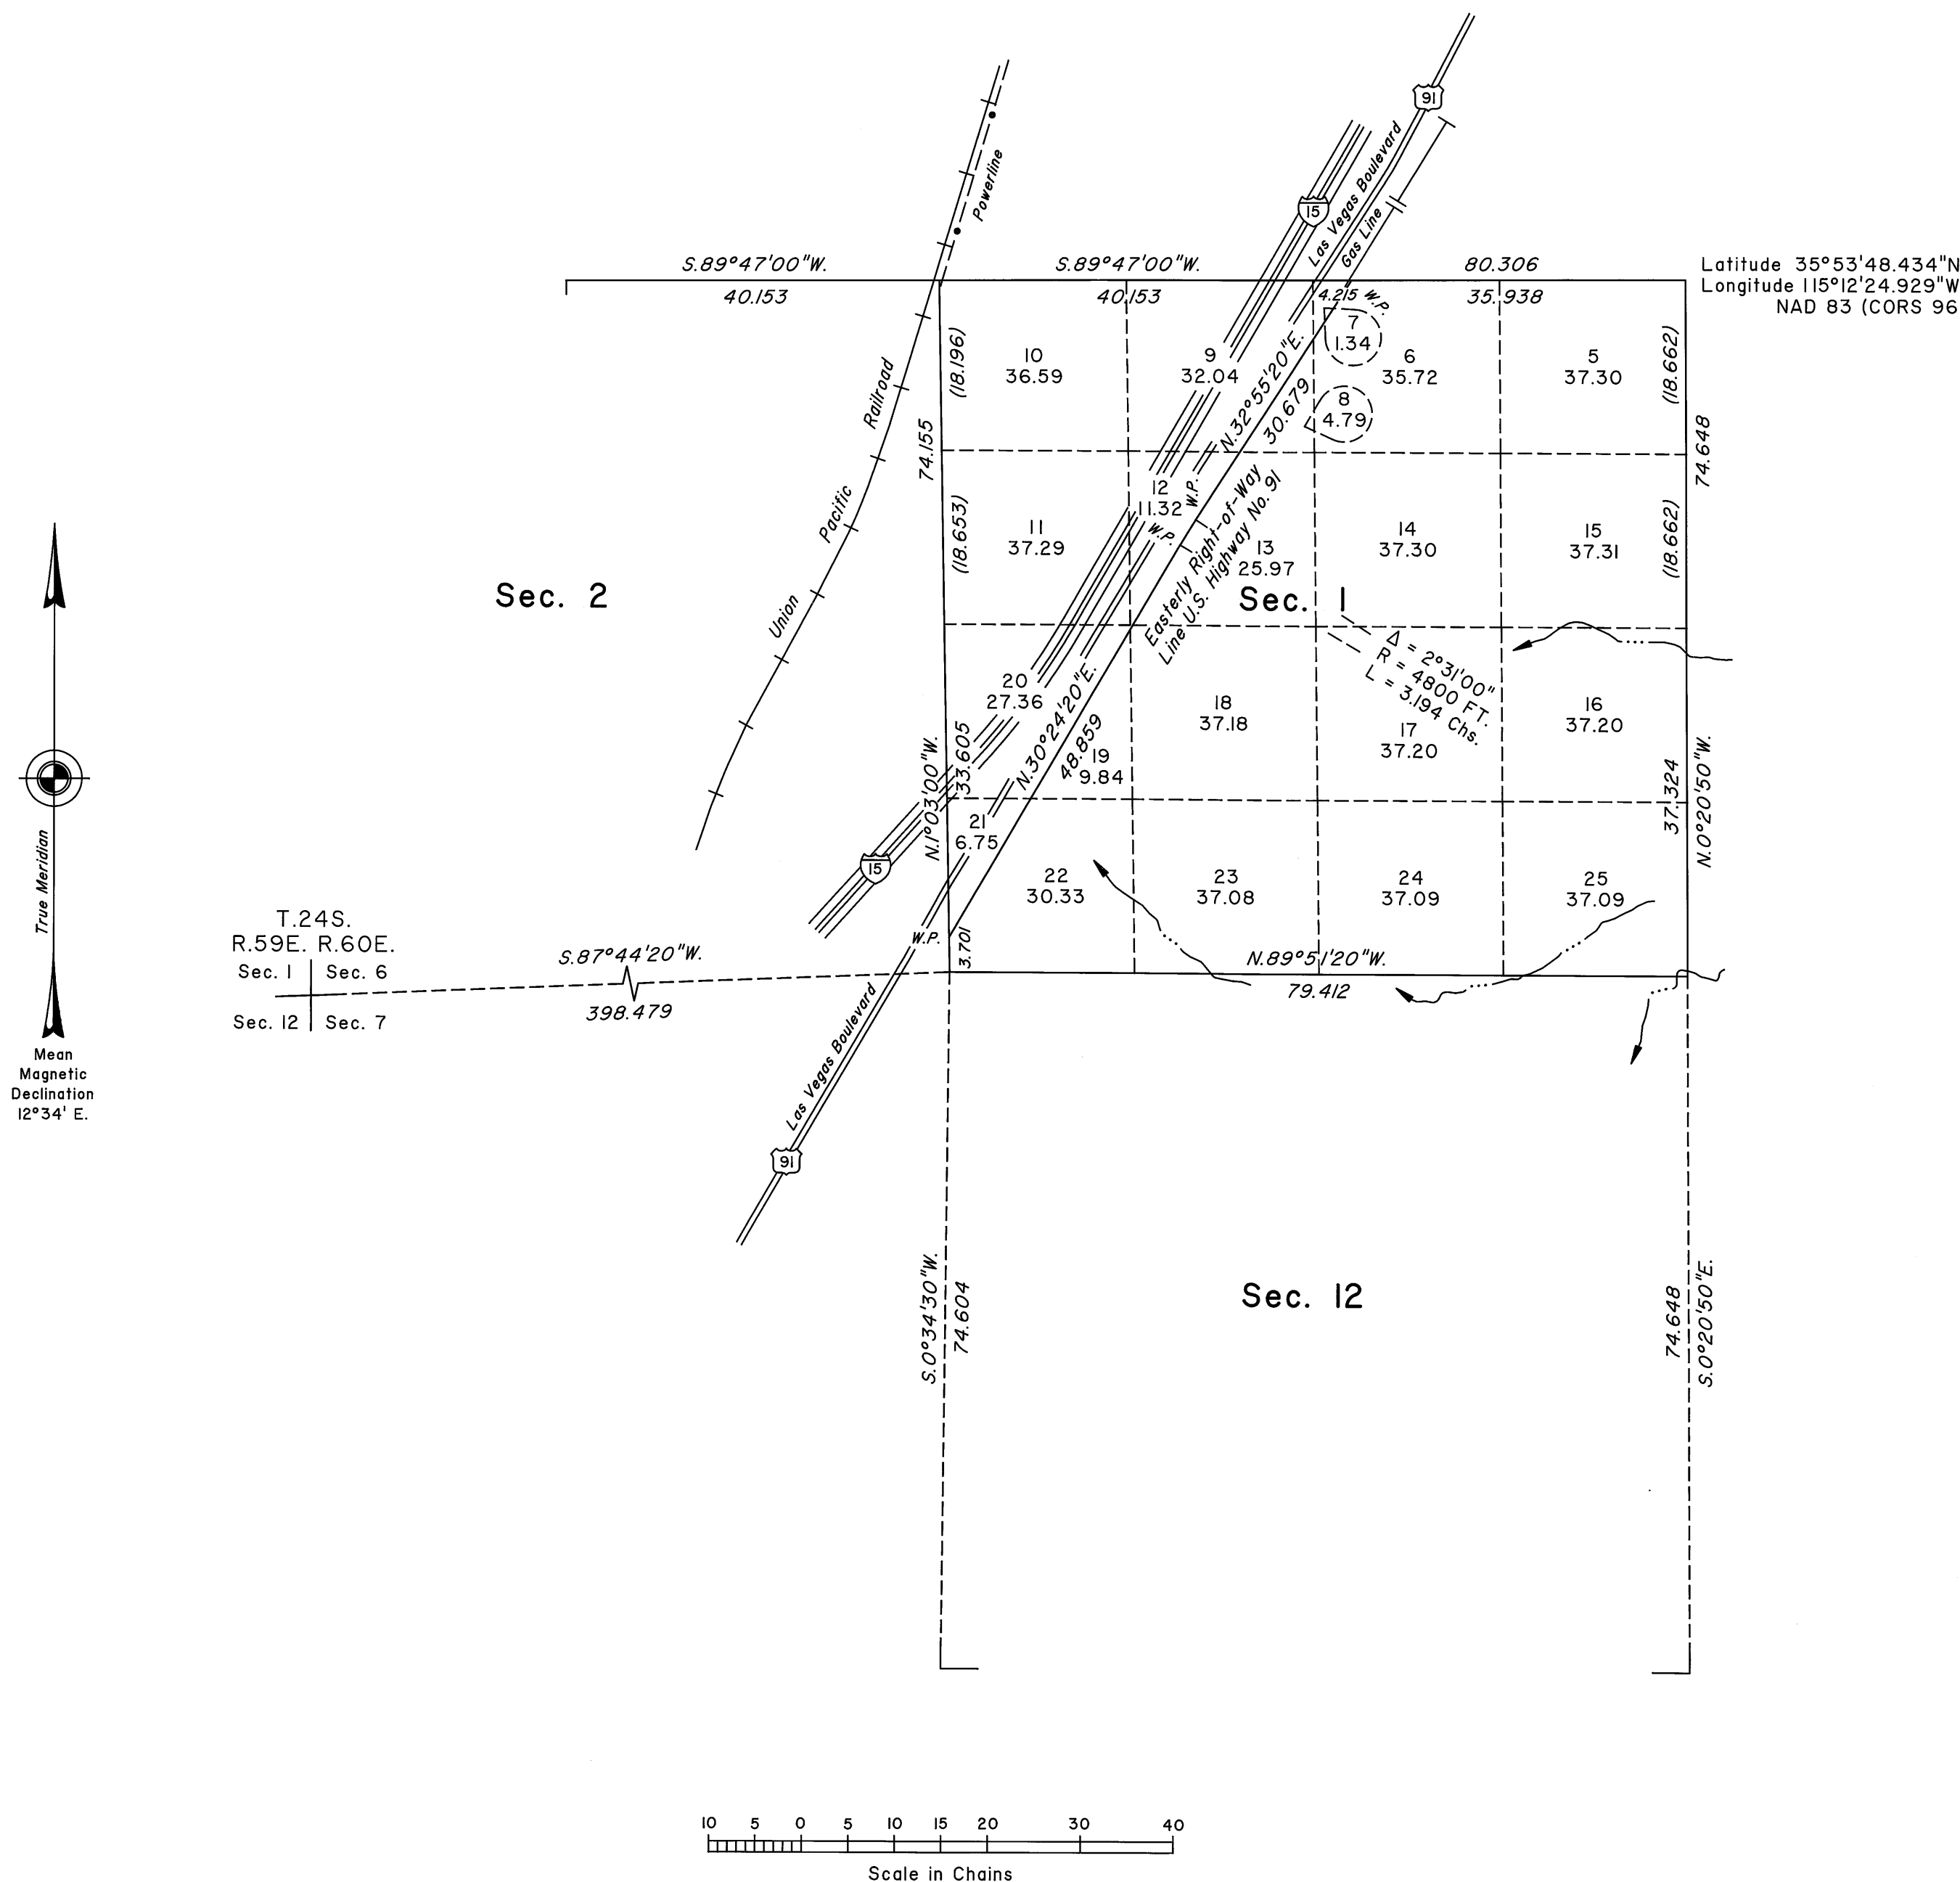 91
Powerline
15
Las Vegas Boulevard
Gas Line
S.89°47'00"W.
S.89°47'00"W.
80.306
Latitude 35°53'48.434"N
Longitude 115°12'24.929"W
NAD 83 (CORS 96
40.153
40.153
4.215 W.P.
35.938
7
1.34
(18.196)
10
36.59
9
32.04
N.32°55'20"E.
30.679
6
35.72
5
37.30
(18.662)
8
4.79
Railroad
74.155
74.648
Pacific
Union
(18.653)
11
37.29
12
11.32
W.P.
W.P.
Easterly Right-of-Way
Line U.S. Highway No. 91
13
25.97
14
37.30
15
37.31
(18.662)
Sec. 2
Sec. 1
Δ = 2°31'00"
R = 4800 FT.
L = 3.194 Chs.
20
27.36
N.30°24'20"E.
48.859
18
37.18
17
37.20
16
37.20
N.1°03'00"W.
33.605
19
9.84
37.324
N.0°20'50"W.
21
6.75
15
22
30.33
23
37.08
24
37.09
25
37.09
True Meridian
T.24S.
R.59E. R.60E.
Sec. 1
Sec. 6
Sec. 12
Sec. 7
S.87°44'20"W.
398.479
W.P.
3.701
N.89°51'20"W.
79.412
Mean
Magnetic
Declination
12°34' E.
Las Vegas Boulevard
91
S.0°34'30"W.
74.604
Sec. 12
74.648
S.0°20'50"E.
10 5 0 5 10 15 20 30 40
Scale in Chains